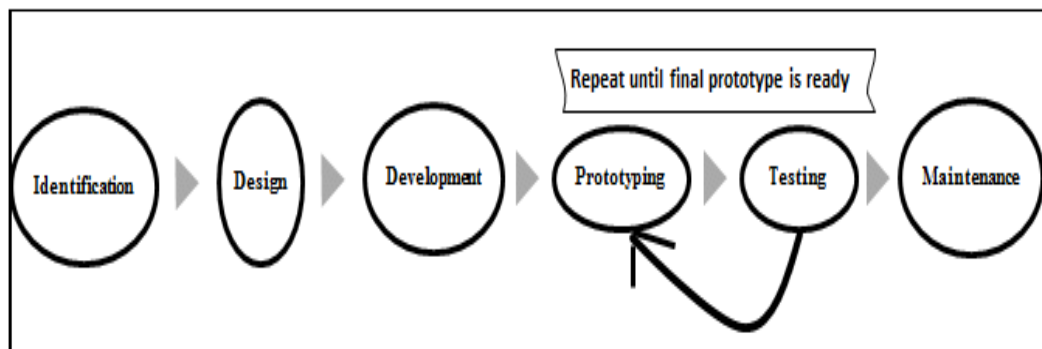 Repeat until final prototype is ready
Identification
Design
Development
Prototyping
Testing
Maintenance